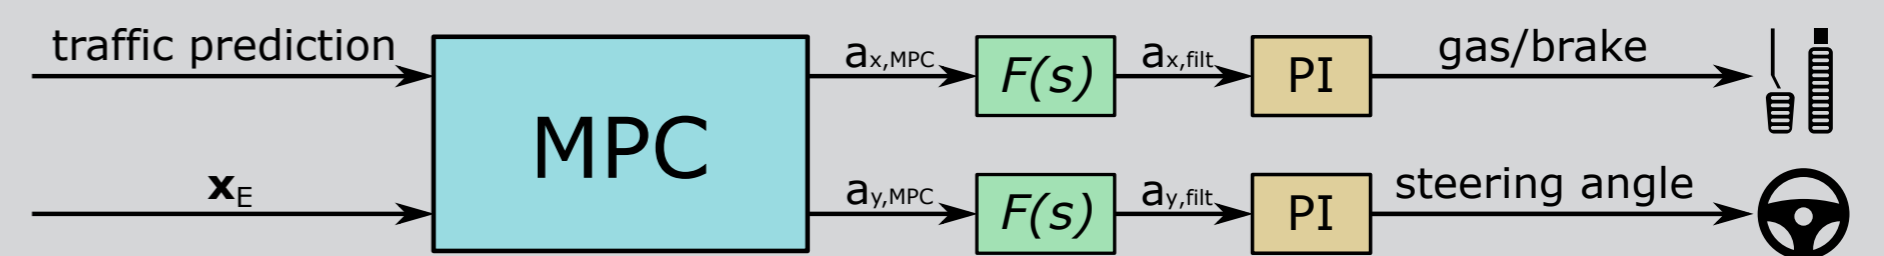 traffic prediction
MPC
a_x,MPC
F(s)
a_x,filt
PI
gas/brake
x_E
a_y,MPC
F(s)
a_y,filt
PI
steering angle